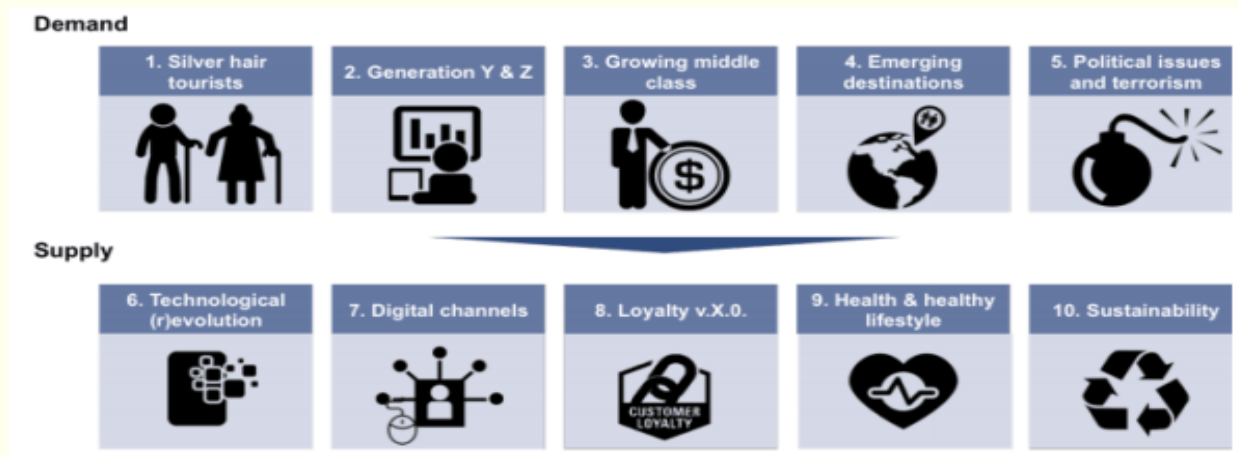 Demand
1. Silver hair
tourists
2. Generation Y & Z
3. Growing middle
class
4. Emerging
destinations
5. Political issues
and terrorism
Supply
6. Technological
(r)evolution
7. Digital channels
8. Loyalty v.X.0.
CUSTOMER
LOYALTY
9. Health & healthy
lifestyle
10. Sustainability